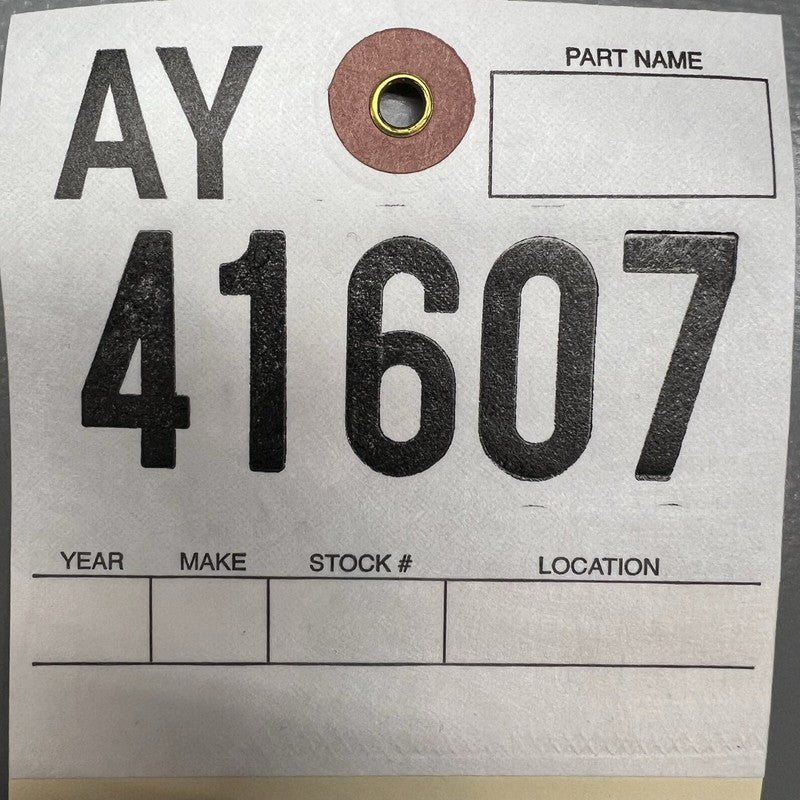 AY
PART NAME
41607
YEAR MAKE STOCK # LOCATION